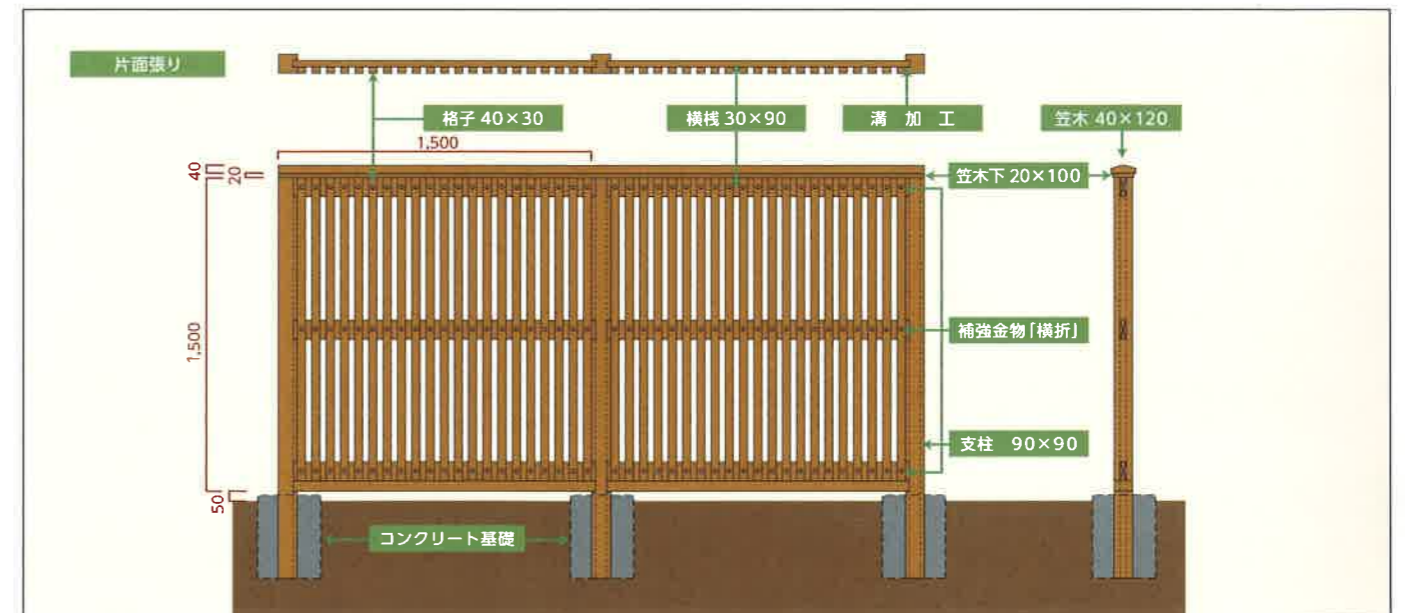 片面張り
格子 40×30
横桟 30×90
溝 加 工
笠木 40×120
1,500
40
20
笠木下 20×100
1,500
補強金物「横折」
支柱 90×90
50
コンクリート基礎